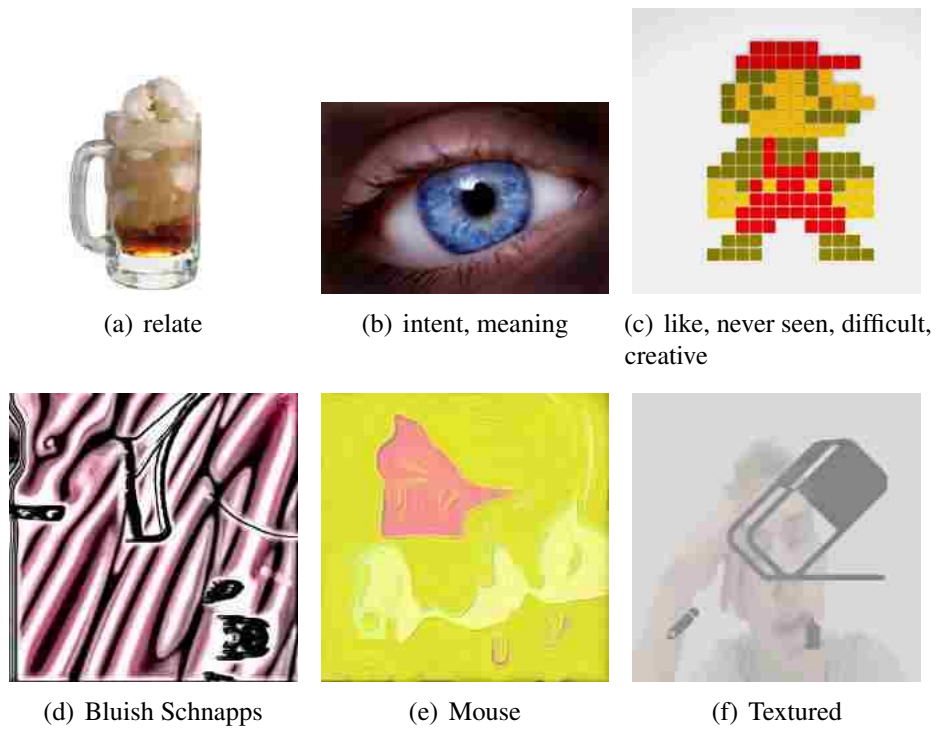 (a) relate
(b) intent, meaning
(c) like, never seen, difficult,
creative
(d) Bluish Schnapps
(e) Mouse
(f) Textured